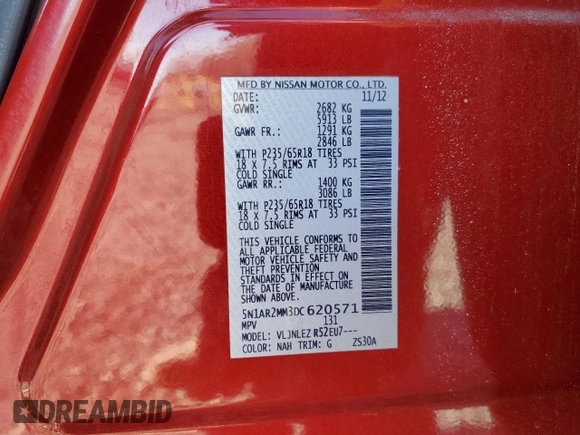 MFD BY NISSAN MOTOR CO., LTD.
DATE: 11/12
GVWR: 2682 KG
5913 LB
GAWR FR.: 1291 KG
2846 LB
WITH P235/65R18 TIRES
18 X 7.5 RIMS AT 33 PSI
COLD SINGLE
GAWR RR.: 1400 KG
3086 LB
WITH P235/65R18 TIRES
18 X 7.5 RIMS AT 33 PSI
COLD SINGLE
THIS VEHICLE CONFORMS TO
ALL APPLICABLE FEDERAL
MOTOR VEHICLE SAFETY AND
THEFT PREVENTION
STANDARDS IN EFFECT ON
THE DATE OF MANUFACTURE
SHOWN ABOVE.
5N1AR2MM3DC620571
MPV 131
MODEL: VLJNLEZ R52EU7---
COLOR: NAH TRIM: G ZS30A
DREAMBID